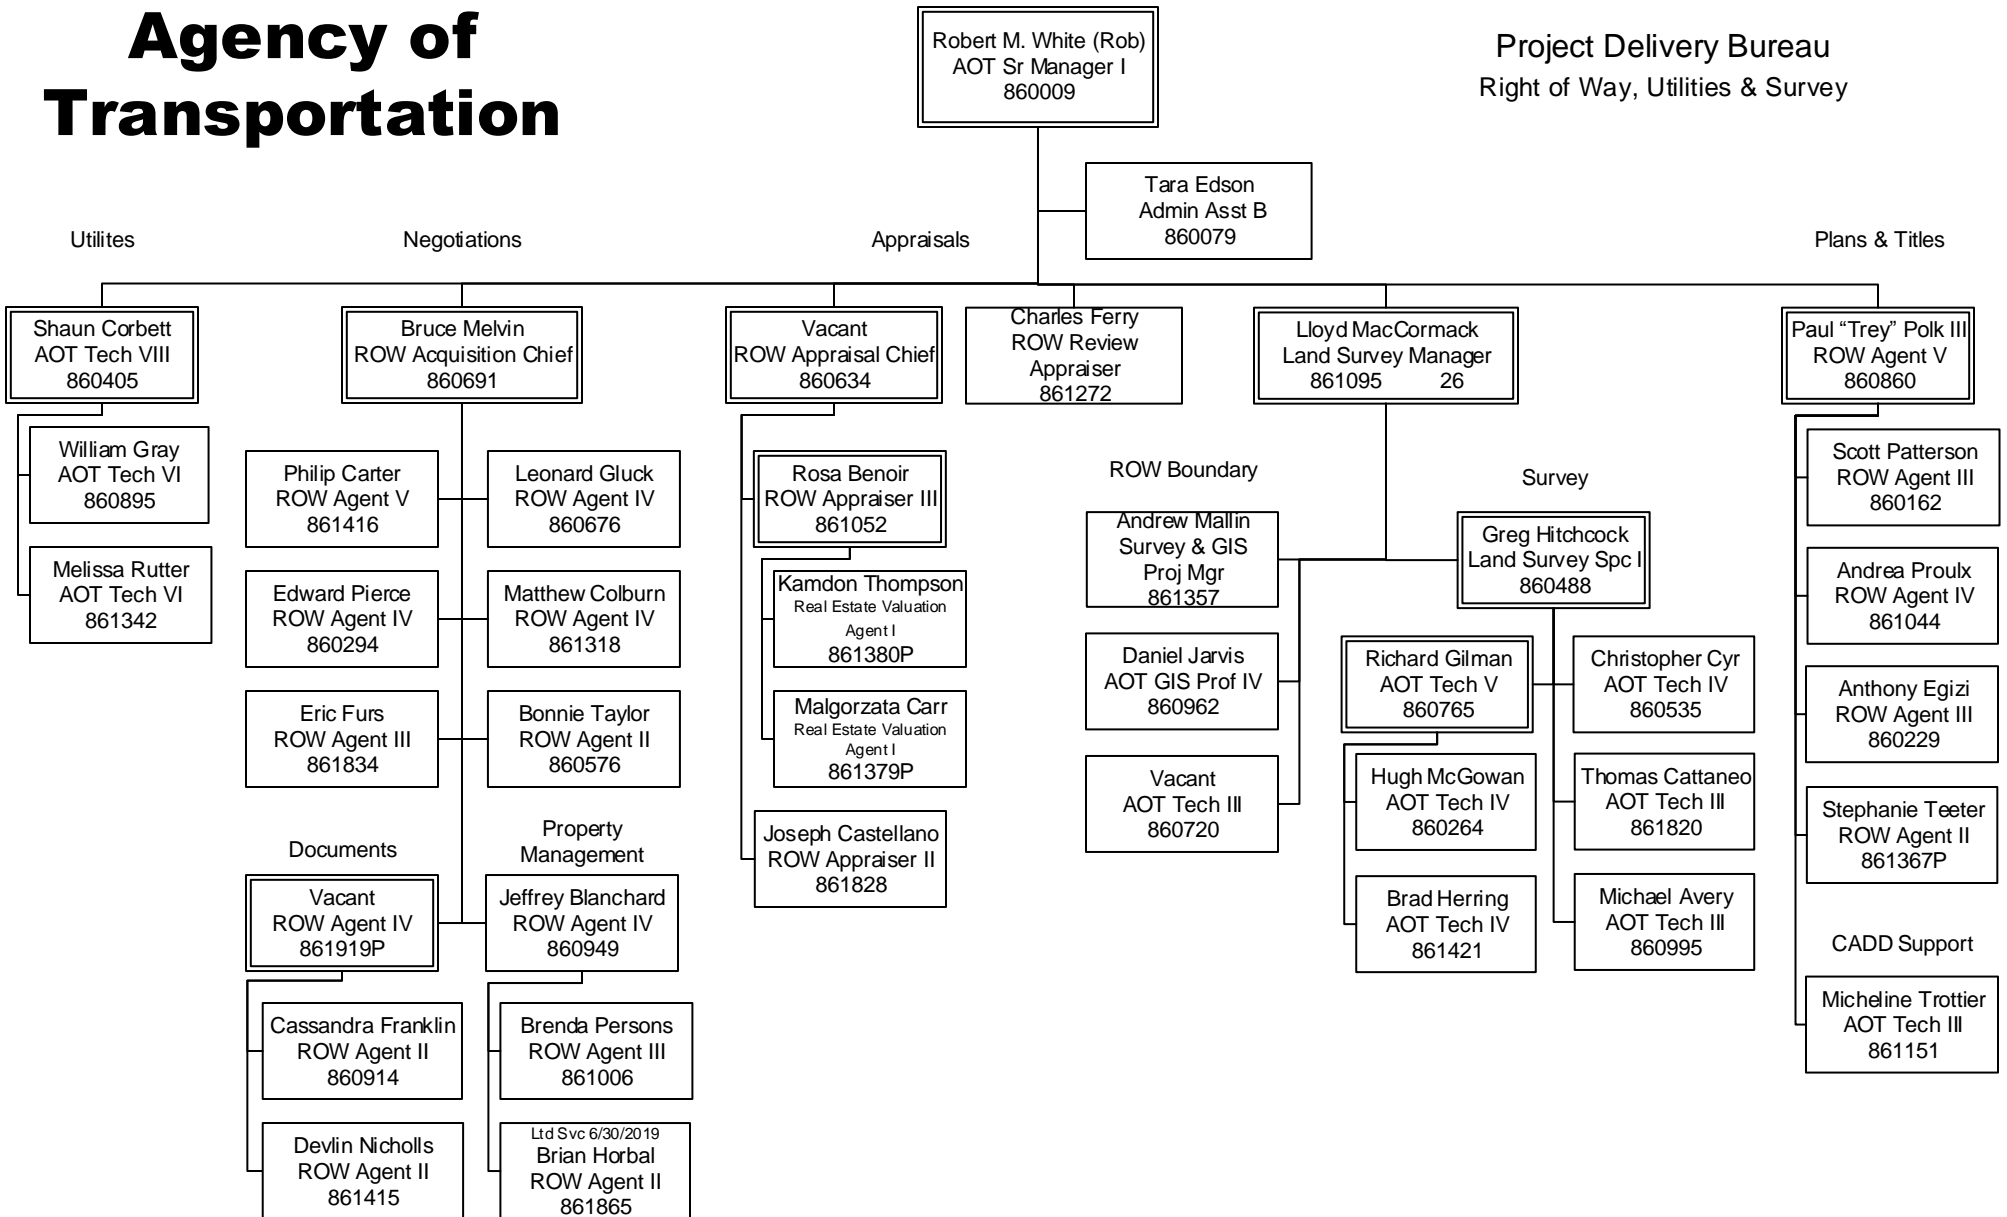 Agency of
Transportation
Robert M. White (Rob)
AOT Sr Manager I
860009
Project Delivery Bureau
Right of Way, Utilities & Survey
Tara Edson
Admin Asst B
860079
Utilites
Negotiations
Appraisals
Plans & Titles
Shaun Corbett
AOT Tech VIII
860405
Bruce Melvin
ROW Acquisition Chief
860691
Vacant
ROW Appraisal Chief
860634
Charles Ferry
ROW Review
Appraiser
861272
Lloyd MacCormack
Land Survey Manager
861095 26
Paul “Trey” Polk III
ROW Agent V
860860
William Gray
AOT Tech VI
860895
Melissa Rutter
AOT Tech VI
861342
Philip Carter
ROW Agent V
861416
Leonard Gluck
ROW Agent IV
860676
Edward Pierce
ROW Agent IV
860294
Matthew Colburn
ROW Agent IV
861318
Eric Furs
ROW Agent III
861834
Bonnie Taylor
ROW Agent II
860576
Documents
Property
Management
Vacant
ROW Agent IV
861919P
Jeffrey Blanchard
ROW Agent IV
860949
Cassandra Franklin
ROW Agent II
860914
Devlin Nicholls
ROW Agent II
861415
Brenda Persons
ROW Agent III
861006
Ltd Svc 6/30/2019
Brian Horbal
ROW Agent II
861865
Rosa Benoir
ROW Appraiser III
861052
Kamdon Thompson
Real Estate Valuation
Agent I
861380P
Malgorzata Carr
Real Estate Valuation
Agent I
861379P
Joseph Castellano
ROW Appraiser II
861828
ROW Boundary
Andrew Mallin
Survey & GIS
Proj Mgr
861357
Daniel Jarvis
AOT GIS Prof IV
860962
Vacant
AOT Tech III
860720
Survey
Greg Hitchcock
Land Survey Spc I
860488
Richard Gilman
AOT Tech V
860765
Christopher Cyr
AOT Tech IV
860535
Hugh McGowan
AOT Tech IV
860264
Thomas Cattaneo
AOT Tech III
861820
Brad Herring
AOT Tech IV
861421
Michael Avery
AOT Tech III
860995
Scott Patterson
ROW Agent III
860162
Andrea Proulx
ROW Agent IV
861044
Anthony Egizi
ROW Agent III
860229
Stephanie Teeter
ROW Agent II
861367P
CADD Support
Micheline Trottier
AOT Tech III
861151